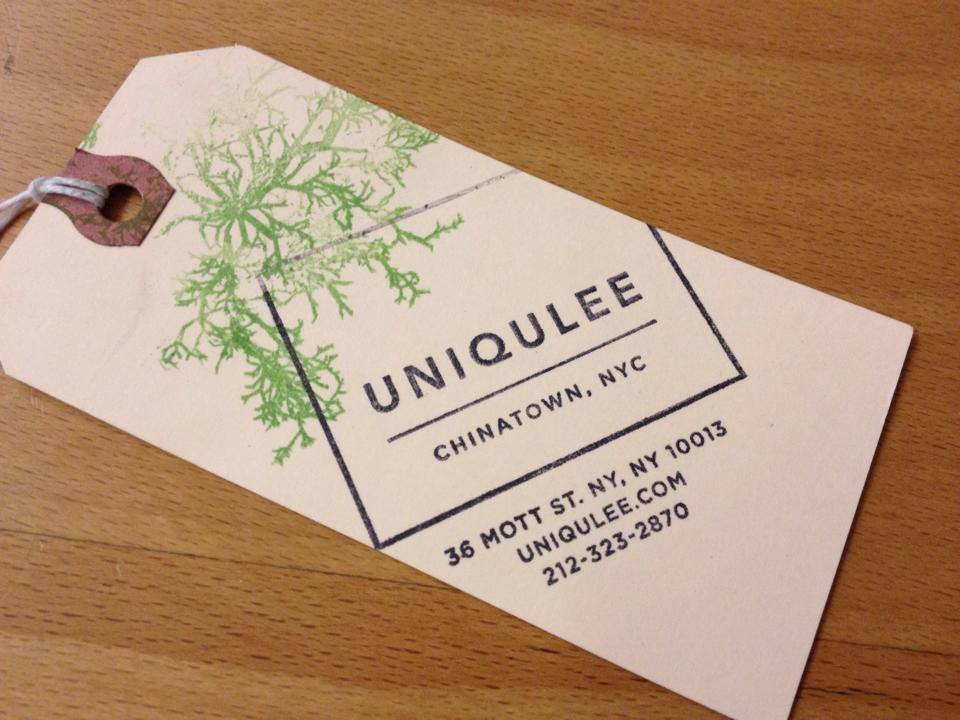 UNIQULEE
CHINATOWN, NYC
36 MOTT ST. NY, NY 10013
UNIQULEE.COM
212-323-2870